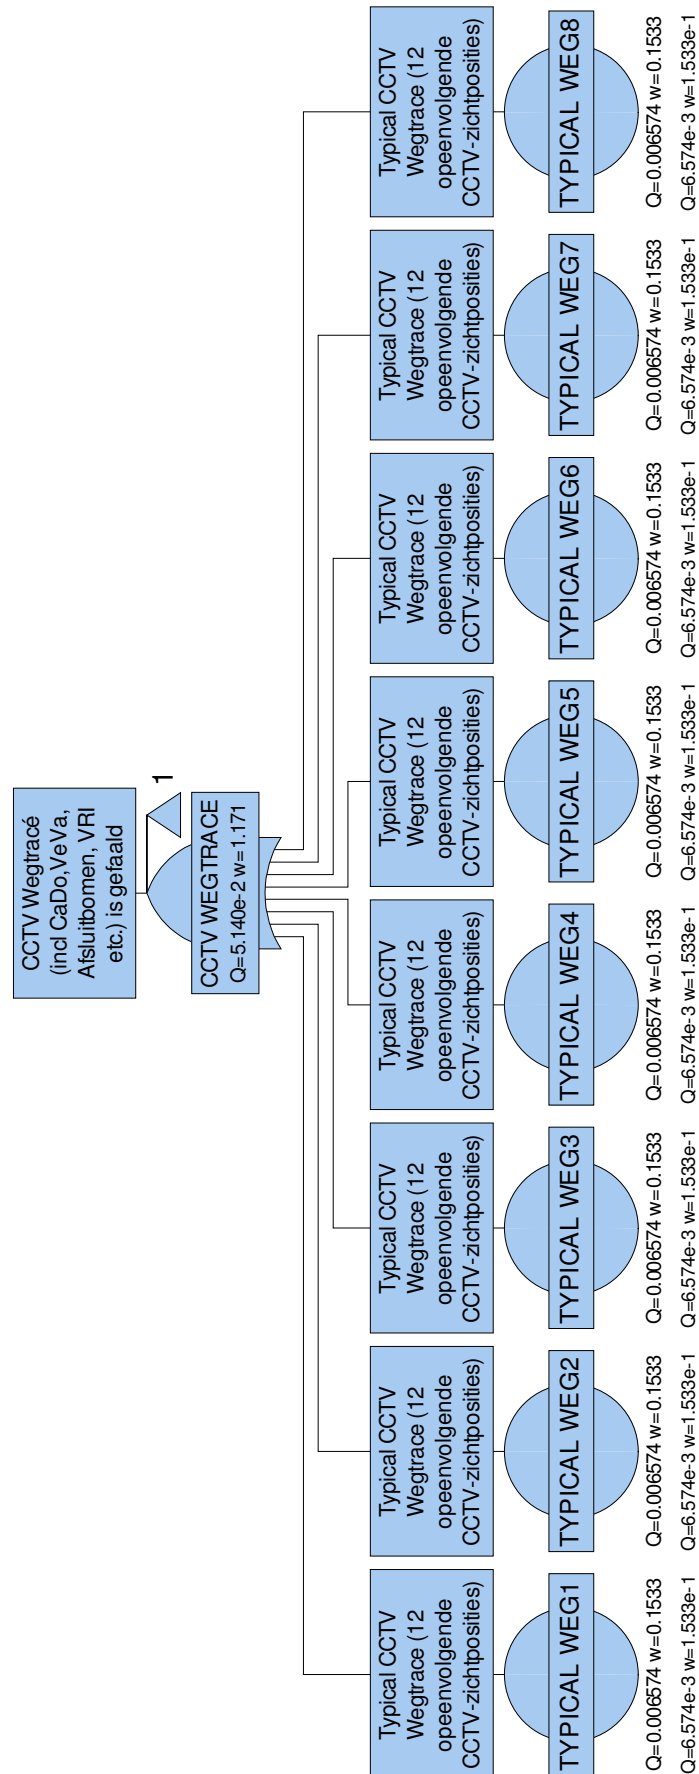 CCTV Wegtracé
(incl CaDo,VeVa,
Afsluitbomen, VRI
etc.) is gefaald
1
CCTV WEGTRACE
Q=5.140e-2 w=1.171
Typical CCTV
Wegtrace (12
opeenvolgende
CCTV-zichtposities)
TYPICAL WEG1
Q=0.006574 w=0.1533
Q=6.574e-3 w=1.533e-1
Typical CCTV
Wegtrace (12
opeenvolgende
CCTV-zichtposities)
TYPICAL WEG2
Q=0.006574 w=0.1533
Q=6.574e-3 w=1.533e-1
Typical CCTV
Wegtrace (12
opeenvolgende
CCTV-zichtposities)
TYPICAL WEG3
Q=0.006574 w=0.1533
Q=6.574e-3 w=1.533e-1
Typical CCTV
Wegtrace (12
opeenvolgende
CCTV-zichtposities)
TYPICAL WEG4
Q=0.006574 w=0.1533
Q=6.574e-3 w=1.533e-1
Typical CCTV
Wegtrace (12
opeenvolgende
CCTV-zichtposities)
TYPICAL WEG5
Q=0.006574 w=0.1533
Q=6.574e-3 w=1.533e-1
Typical CCTV
Wegtrace (12
opeenvolgende
CCTV-zichtposities)
TYPICAL WEG6
Q=0.006574 w=0.1533
Q=6.574e-3 w=1.533e-1
Typical CCTV
Wegtrace (12
opeenvolgende
CCTV-zichtposities)
TYPICAL WEG7
Q=0.006574 w=0.1533
Q=6.574e-3 w=1.533e-1
Typical CCTV
Wegtrace (12
opeenvolgende
CCTV-zichtposities)
TYPICAL WEG8
Q=0.006574 w=0.1533
Q=6.574e-3 w=1.533e-1